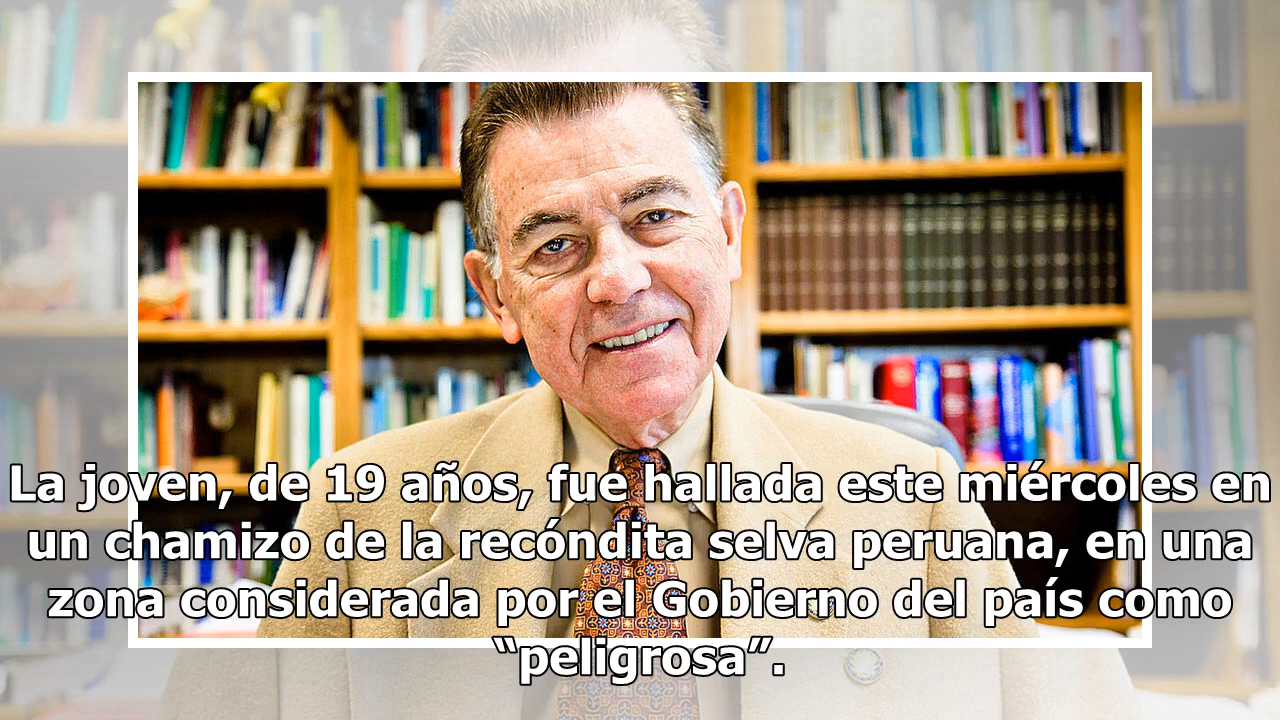 La joven, de 19 años, fue hallada este miércoles en
un chamizo de la recóndita selva peruana, en una
zona considerada por el Gobierno del país como
“peligrosa”.